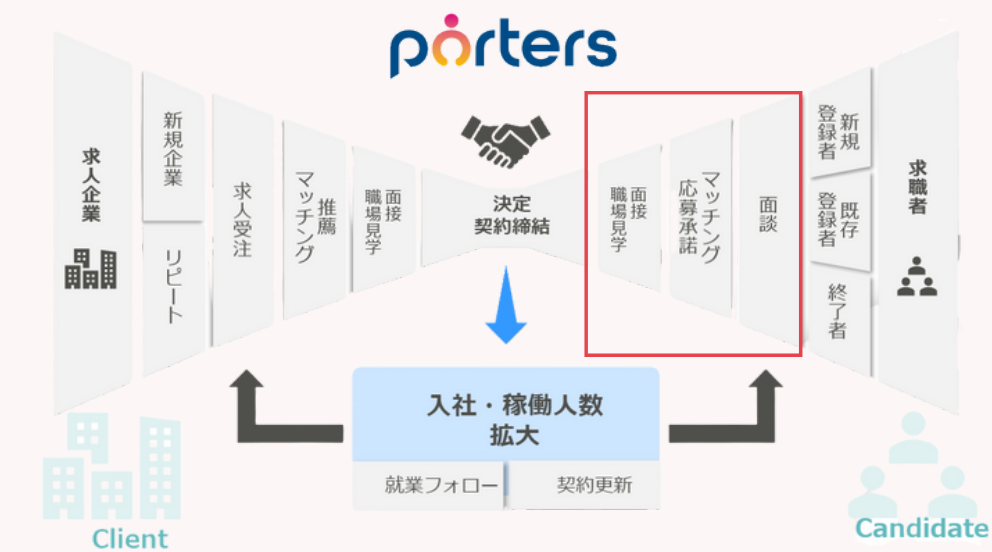 porters
求人企業
新規企業
リピート
求人受注
推薦
マッチング
面接
職場見学
決定
契約締結
面接
職場見学
マッチング
応募承諾
面談
新規
登録者
既存
登録者
終了者
求職者
入社・稼働人数
拡大
就業フォロー
契約更新
Client
Candidate